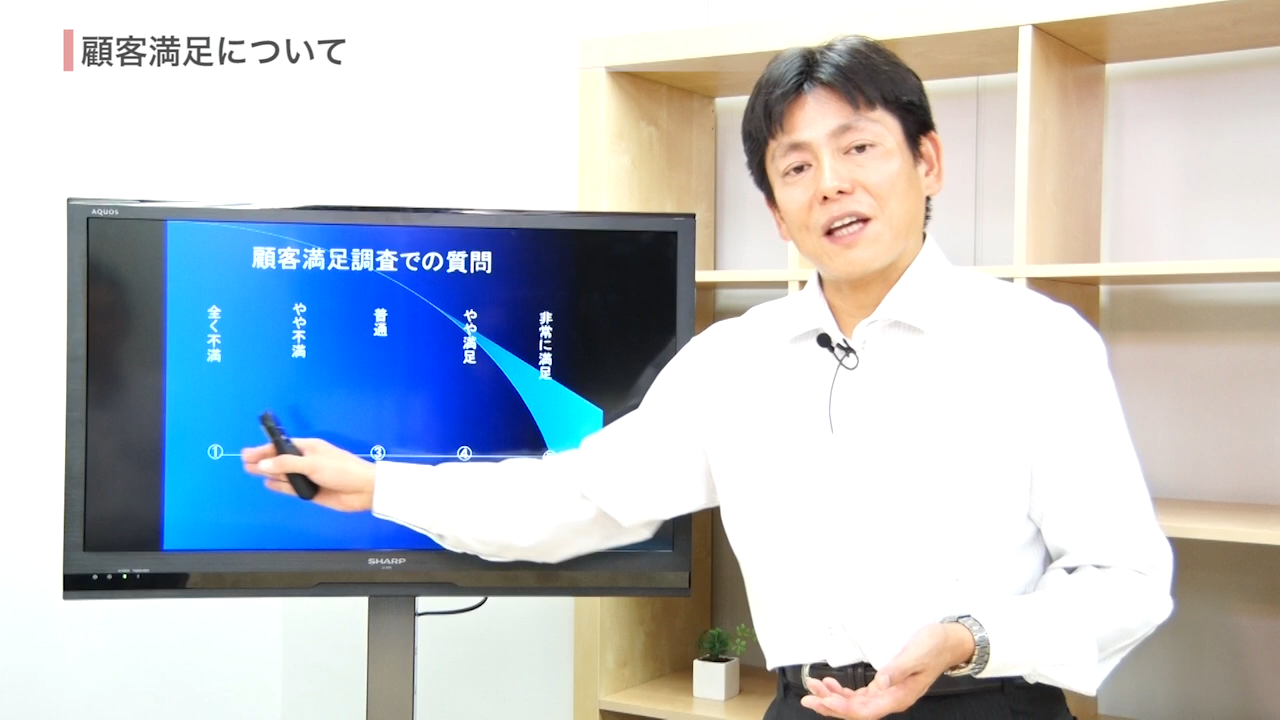 顧客満足について
AQUOS
顧客満足調査での質問
全く不満
やや不満
普通
やや満足
非常に満足
①
③
④
SHARP